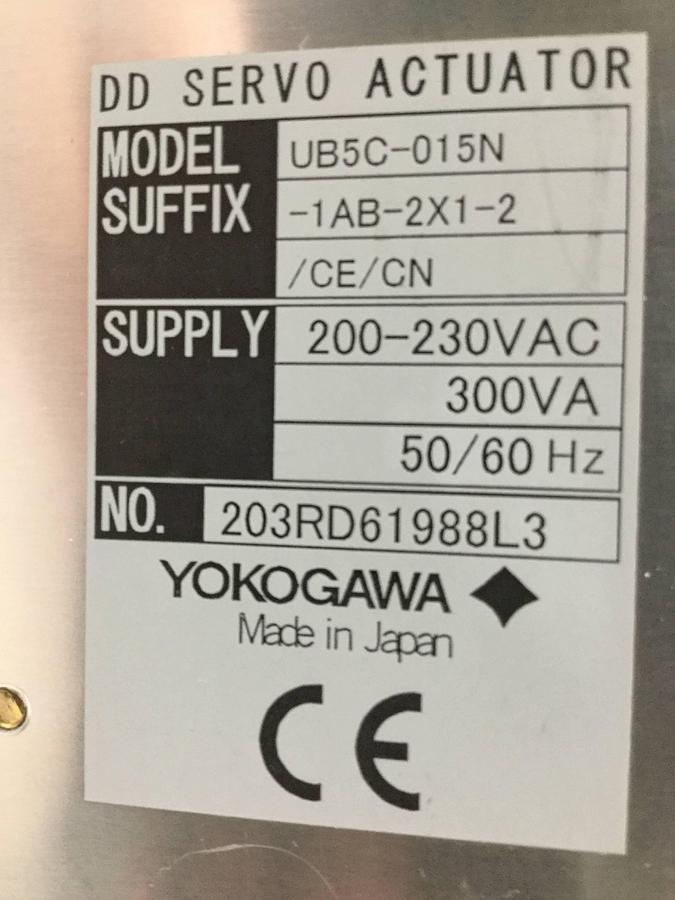 DD SERVO ACTUATOR
MODEL UB5C-015N
SUFFIX -1AB-2X1-2
/CE/CN
SUPPLY 200-230VAC
300VA
50/60 Hz
NO. 203RD61988L3
YOKOGAWA
Made in Japan
CE